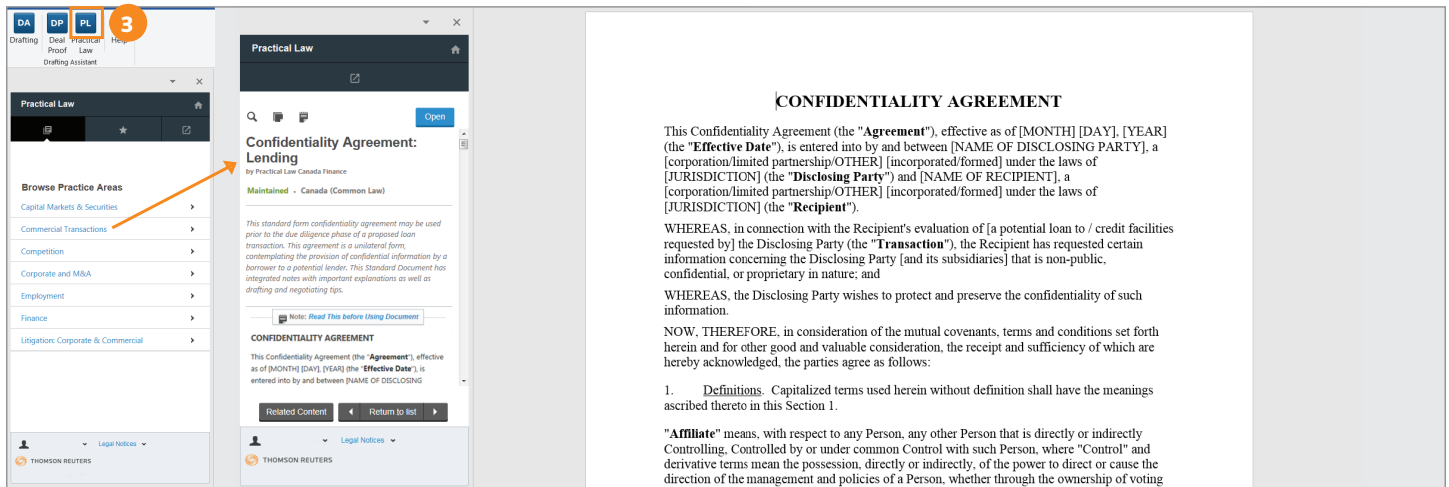 DA DP PL 3
Drafting Deal Practical Help
Proof Law
Drafting Assistant
Practical Law
Browse Practice Areas
Capital Markets & Securities
Commercial Transactions
Competition
Corporate and M&A
Employment
Finance
Litigation: Corporate & Commercial
Legal Notices
THOMSON REUTERS
Practical Law
Open
Confidentiality Agreement:
Lending
by Practical Law Canada Finance
Maintained • Canada (Common Law)
This standard form confidentiality agreement may be used
prior to the due diligence phase of a proposed loan
transaction. This agreement is a unilateral form,
contemplating the provision of confidential information by a
borrower to a potential lender. This Standard Document has
integrated notes with important explanations as well as
drafting and negotiating tips.
Note: Read This before Using Document
CONFIDENTIALITY AGREEMENT
This Confidentiality Agreement (the "Agreement"), effective
as of [MONTH] [DAY], [YEAR] (the "Effective Date"), is
entered into by and between [NAME OF DISCLOSING
Related Content Return to list
Legal Notices
THOMSON REUTERS
CONFIDENTIALITY AGREEMENT
This Confidentiality Agreement (the "Agreement"), effective as of [MONTH] [DAY], [YEAR]
(the "Effective Date"), is entered into by and between [NAME OF DISCLOSING PARTY], a
[corporation/limited partnership/OTHER] [incorporated/formed] under the laws of
[JURISDICTION] (the "Disclosing Party") and [NAME OF RECIPIENT], a
[corporation/limited partnership/OTHER] [incorporated/formed] under the laws of
[JURISDICTION] (the "Recipient").
WHEREAS, in connection with the Recipient's evaluation of [a potential loan to / credit facilities
requested by] the Disclosing Party (the "Transaction"), the Recipient has requested certain
information concerning the Disclosing Party [and its subsidiaries] that is non-public,
confidential, or proprietary in nature; and
WHEREAS, the Disclosing Party wishes to protect and preserve the confidentiality of such
information.
NOW, THEREFORE, in consideration of the mutual covenants, terms and conditions set forth
herein and for other good and valuable consideration, the receipt and sufficiency of which are
hereby acknowledged, the parties agree as follows:
1. Definitions. Capitalized terms used herein without definition shall have the meanings
ascribed thereto in this Section 1.
"Affiliate" means, with respect to any Person, any other Person that is directly or indirectly
Controlling, Controlled by or under common Control with such Person, where "Control" and
derivative terms mean the possession, directly or indirectly, of the power to direct or cause the
direction of the management and policies of a Person, whether through the ownership of voting